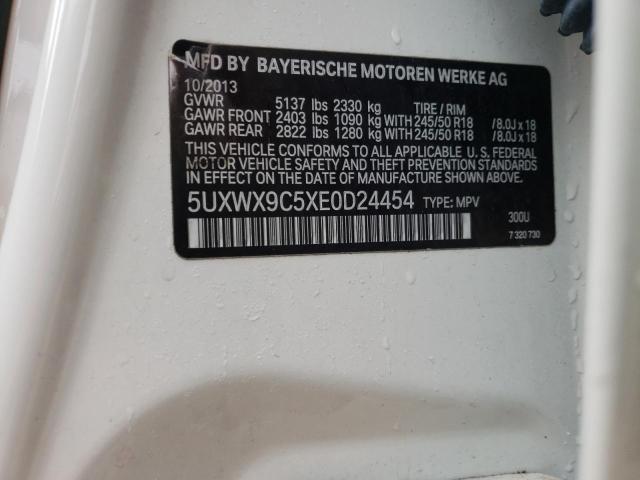 MFD BY BAYERISCHE MOTOREN WERKE AG
10/2013
GVWR 5137 lbs 2330 kg TIRE / RIM
GAWR FRONT 2403 lbs 1090 kg WITH 245/50 R18 /8.0J x 18
GAWR REAR 2822 lbs 1280 kg WITH 245/50 R18 /8.0J x 18
THIS VEHICLE CONFORMS TO ALL APPLICABLE U. S. FEDERAL
MOTOR VEHICLE SAFETY AND THEFT PREVENTION STANDARDS
IN EFFECT ON THE DATE OF MANUFACTURE SHOWN ABOVE.
5UXWX9C5XE0D24454 TYPE: MPV
300U
7 320 730